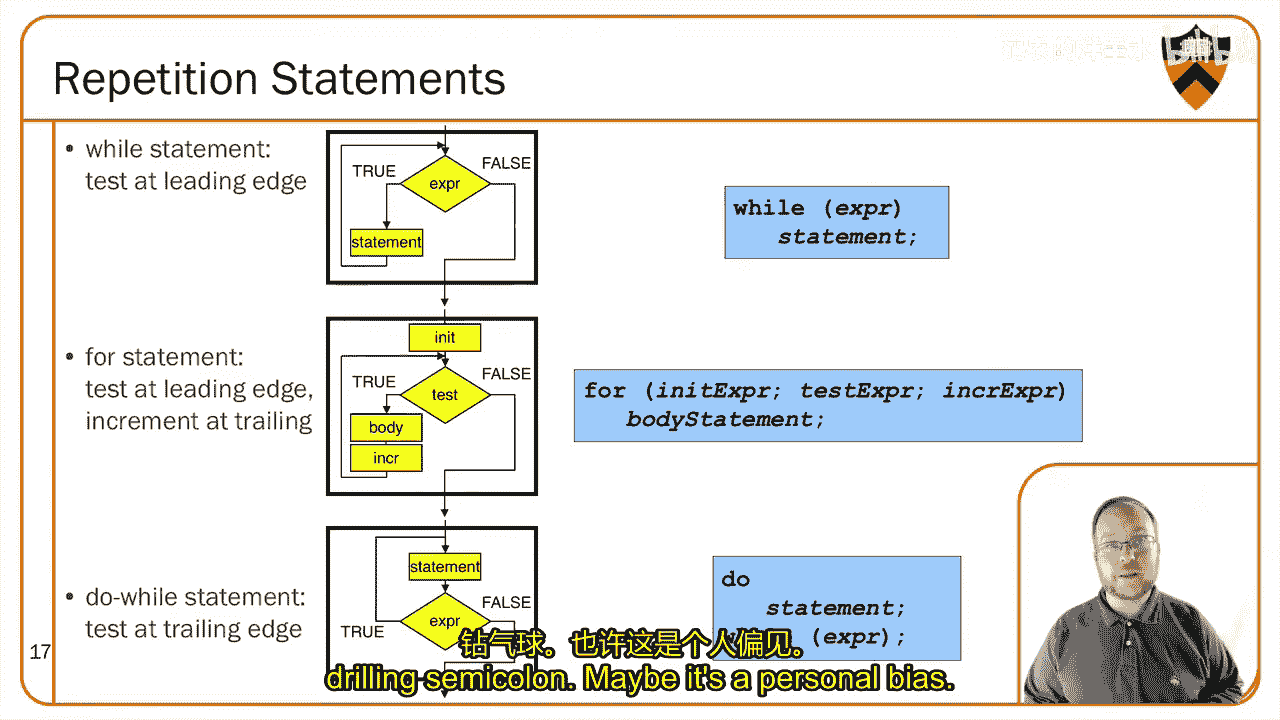 Repetition Statements
• while statement:
test at leading edge
TRUE
FALSE
expr
statement
while (expr)
statement;
• for statement:
test at leading edge,
increment at trailing
init
TRUE
FALSE
test
body
incr
for (initExpr; testExpr; incrExpr)
bodyStatement;
• do-while statement:
test at trailing edge
statement
FALSE
expr
TRUE
do
statement;
(expr);
17
钻气球。也许这是个人偏见。
drilling semicolon. Maybe it's a personal bias.